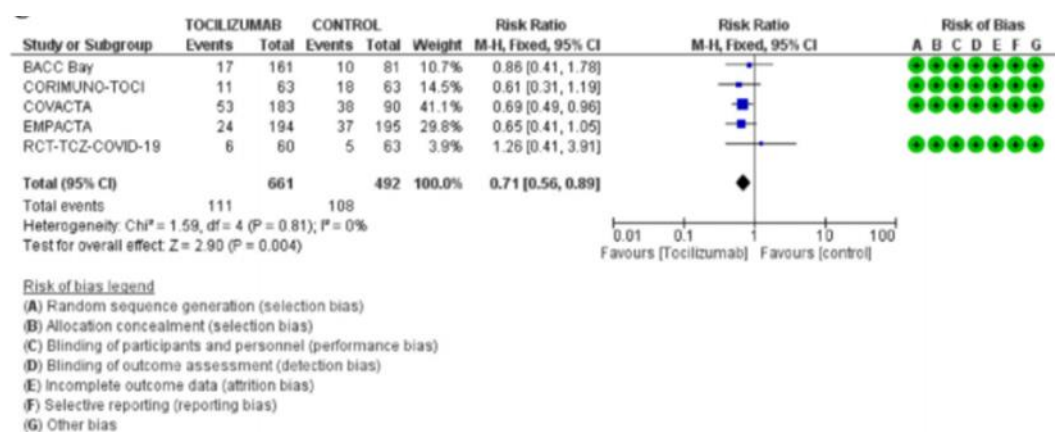 TOCILIZUMAB CONTROL Risk Ratio Risk Ratio Risk of Bias
Study or Subgroup Events Total Events Total Weight M-H, Fixed, 95% CI M-H, Fixed, 95% CI A B C D E F G
BACC Bay 17 161 10 81 10.7% 0.86 [0.41, 1.78]
CORIMUNO-TOCI 11 63 18 63 14.5% 0.61 [0.31, 1.19]
COVACTA 53 183 38 90 41.1% 0.69 [0.49, 0.96]
EMPACTA 24 194 37 195 29.8% 0.65 [0.41, 1.05]
RCT-TCZ-COVID-19 6 60 5 63 3.9% 1.26 [0.41, 3.91]
Total (95% CI) 661 492 100.0% 0.71 [0.56, 0.89]
Total events 111 108
Heterogeneity: Chi² = 1.59, df = 4 (P = 0.81); I² = 0%
Test for overall effect: Z = 2.90 (P = 0.004)
0.01 0.1 1 10 100
Favours [Tocilizumab] Favours [control]
Risk of bias legend
(A) Random sequence generation (selection bias)
(B) Allocation concealment (selection bias)
(C) Blinding of participants and personnel (performance bias)
(D) Blinding of outcome assessment (detection bias)
(E) Incomplete outcome data (attrition bias)
(F) Selective reporting (reporting bias)
(G) Other bias